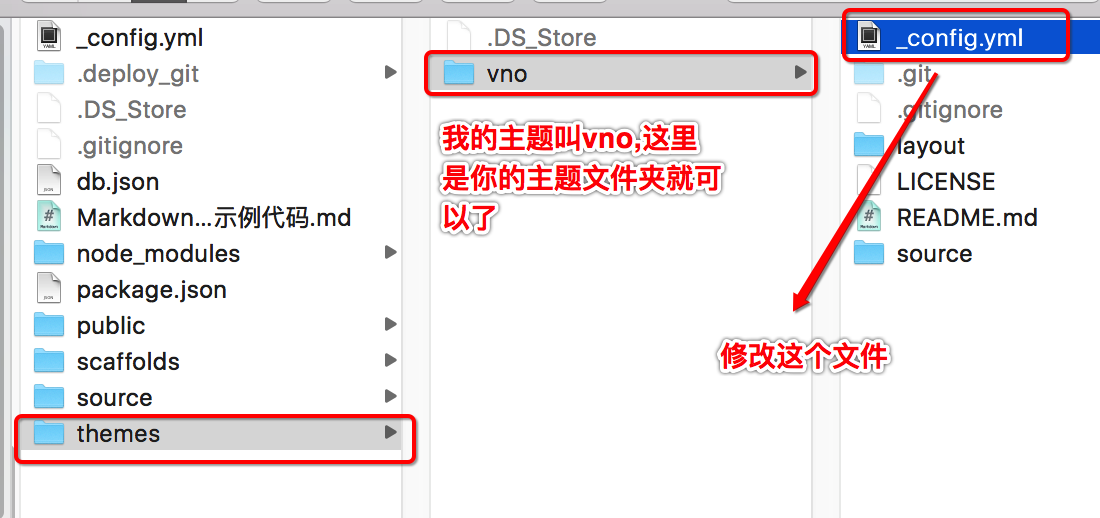 _config.yml
.deploy_git
.DS_Store
.gitignore
db.json
Markdown...示例代码.md
node_modules
package.json
public
scaffolds
source
themes
.DS_Store
vno
我的主题叫vno,这里
是你的主题文件夹就可
以了
_config.yml
.git
.gitignore
layout
LICENSE
README.md
source
修改这个文件